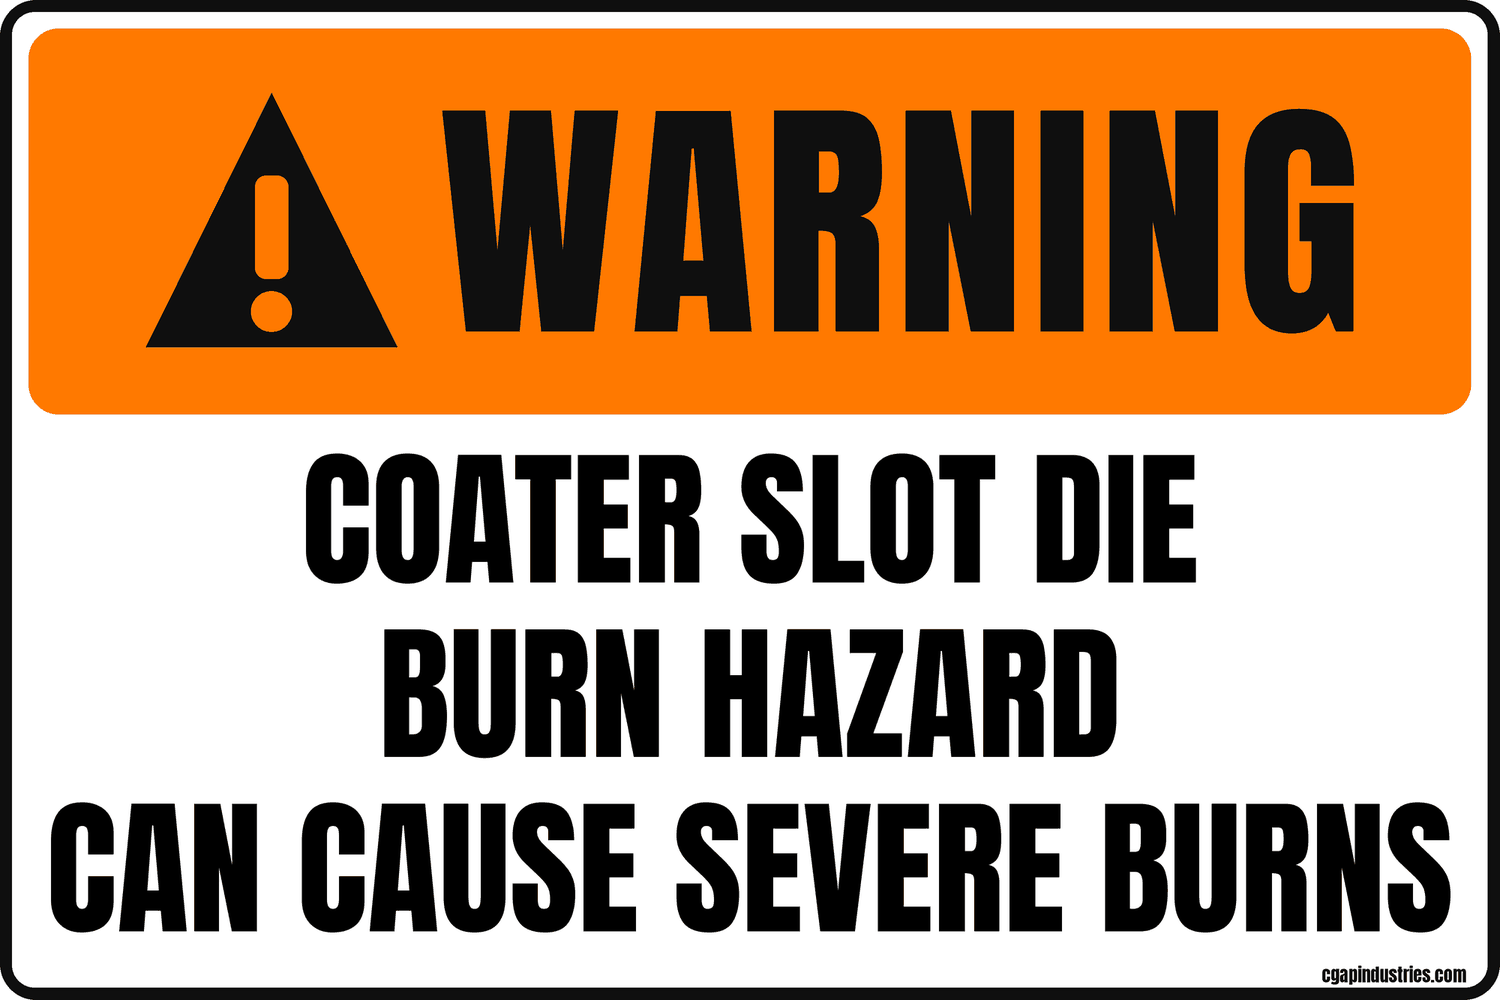 WARNING
COATER SLOT DIE
BURN HAZARD
CAN CAUSE SEVERE BURNS
cgapindustries.com